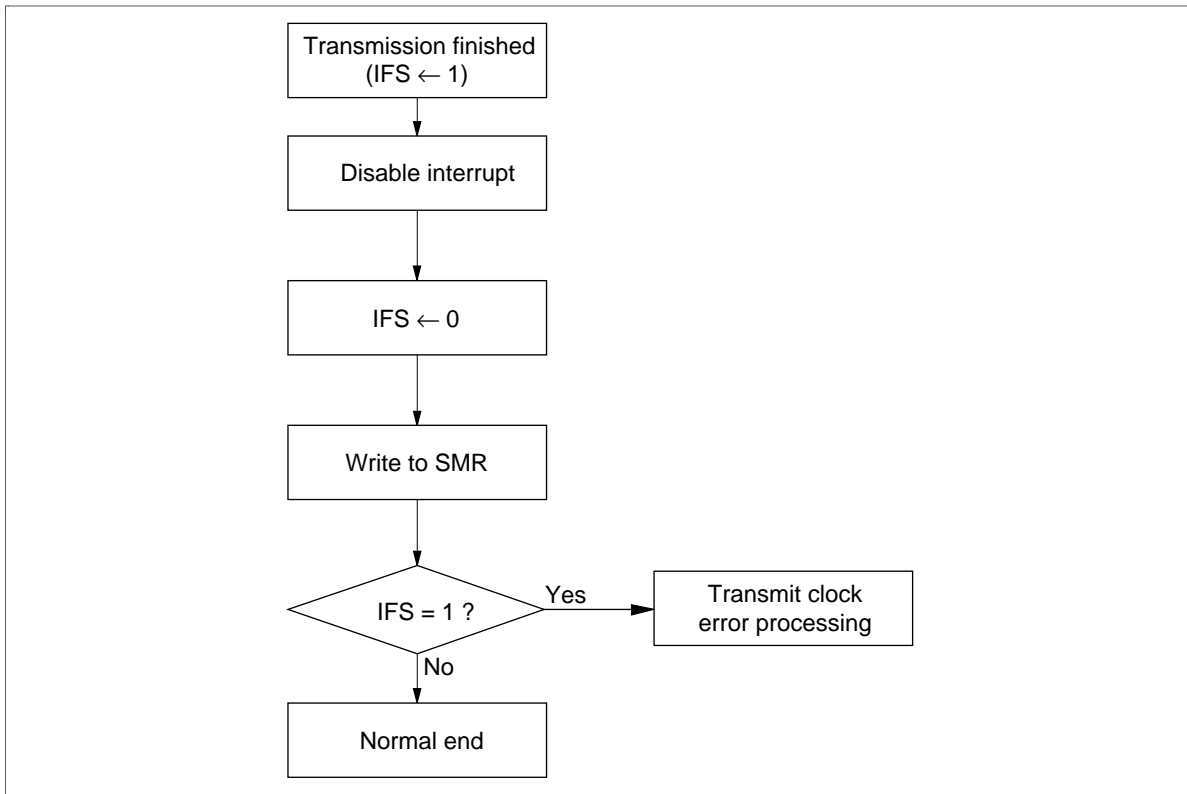 Transmission finished
(IFS ← 1)
Disable interrupt
IFS ← 0
Write to SMR
IFS = 1 ?
Yes
Transmit clock
error processing
No
Normal end